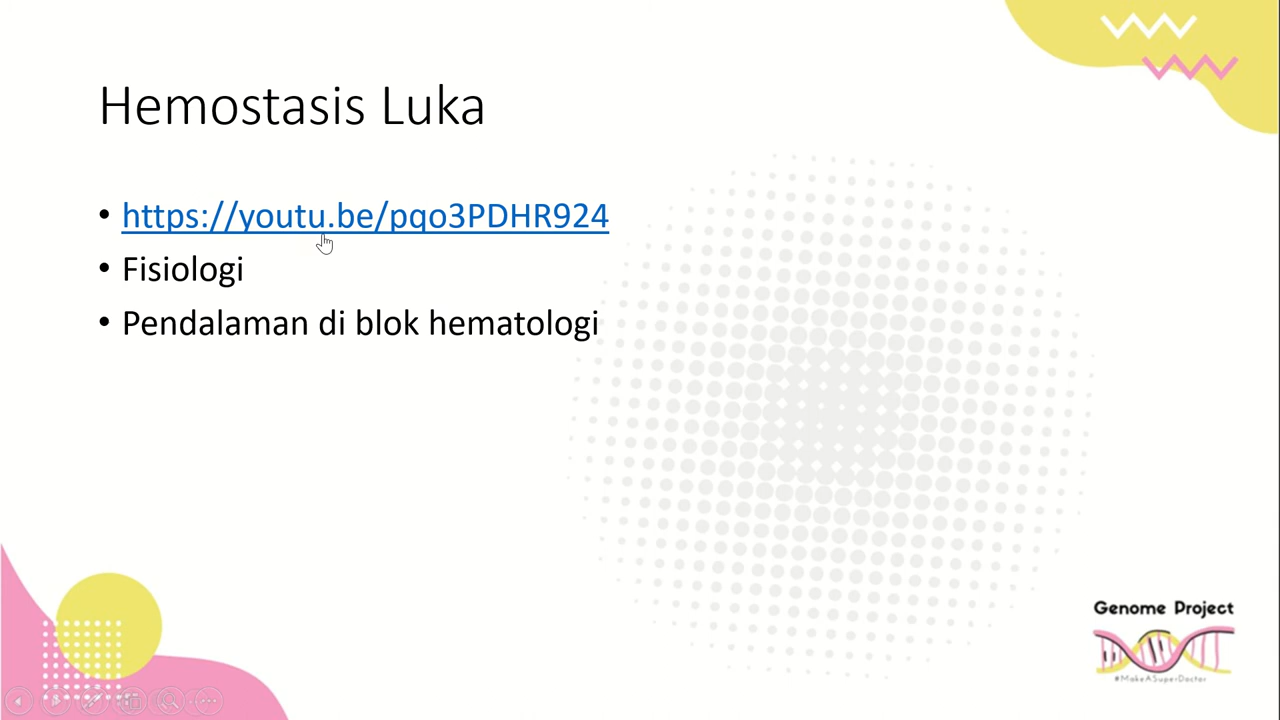 Hemostasis Luka
• https://youtu.be/pqo3PDHR924
• Fisiologi
• Pendalaman di blok hematologi
Genome Project
#MakeASuperDoctor